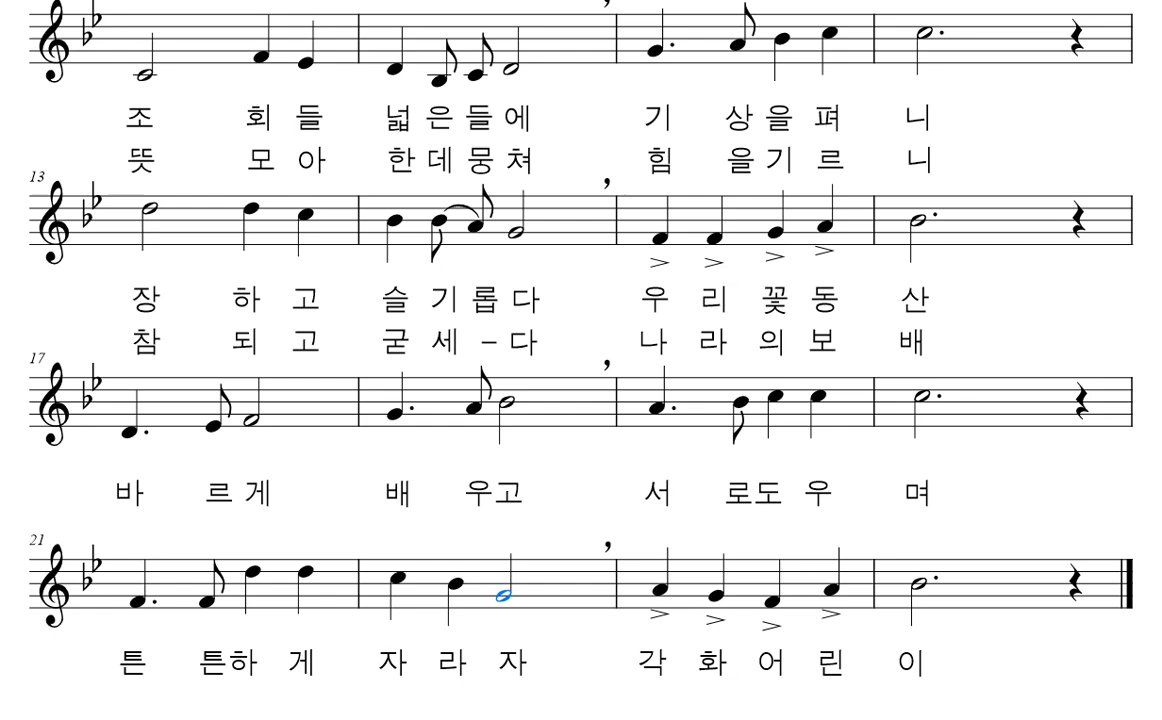 조 회 들 넓 은 들 에 기 상 을 펴 니
뜻 모 아 한 데 뭉 쳐 힘 을 기 르 니
13
장 하 고 슬 기 롭 다 우 리 꽃 동 산
참 되 고 굳 세 – 다 나 라 의 보 배
17
바 르 게 배 우고 서 로도 우 며
21
튼 튼하 게 자 라 자 각 화 어 린 이